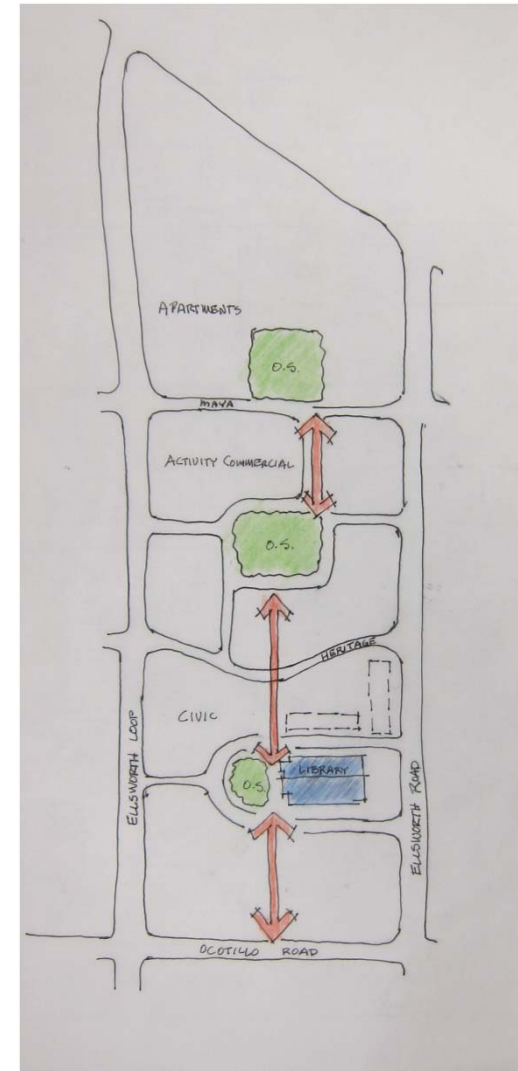 APARTMENTS
O.S.
MAYA
ACTIVITY COMMERCIAL
O.S.
HERITAGE
CIVIC
LIBRARY
O.S.
ELLSWORTH LOOP
ELLSWORTH ROAD
OCOTILLO ROAD